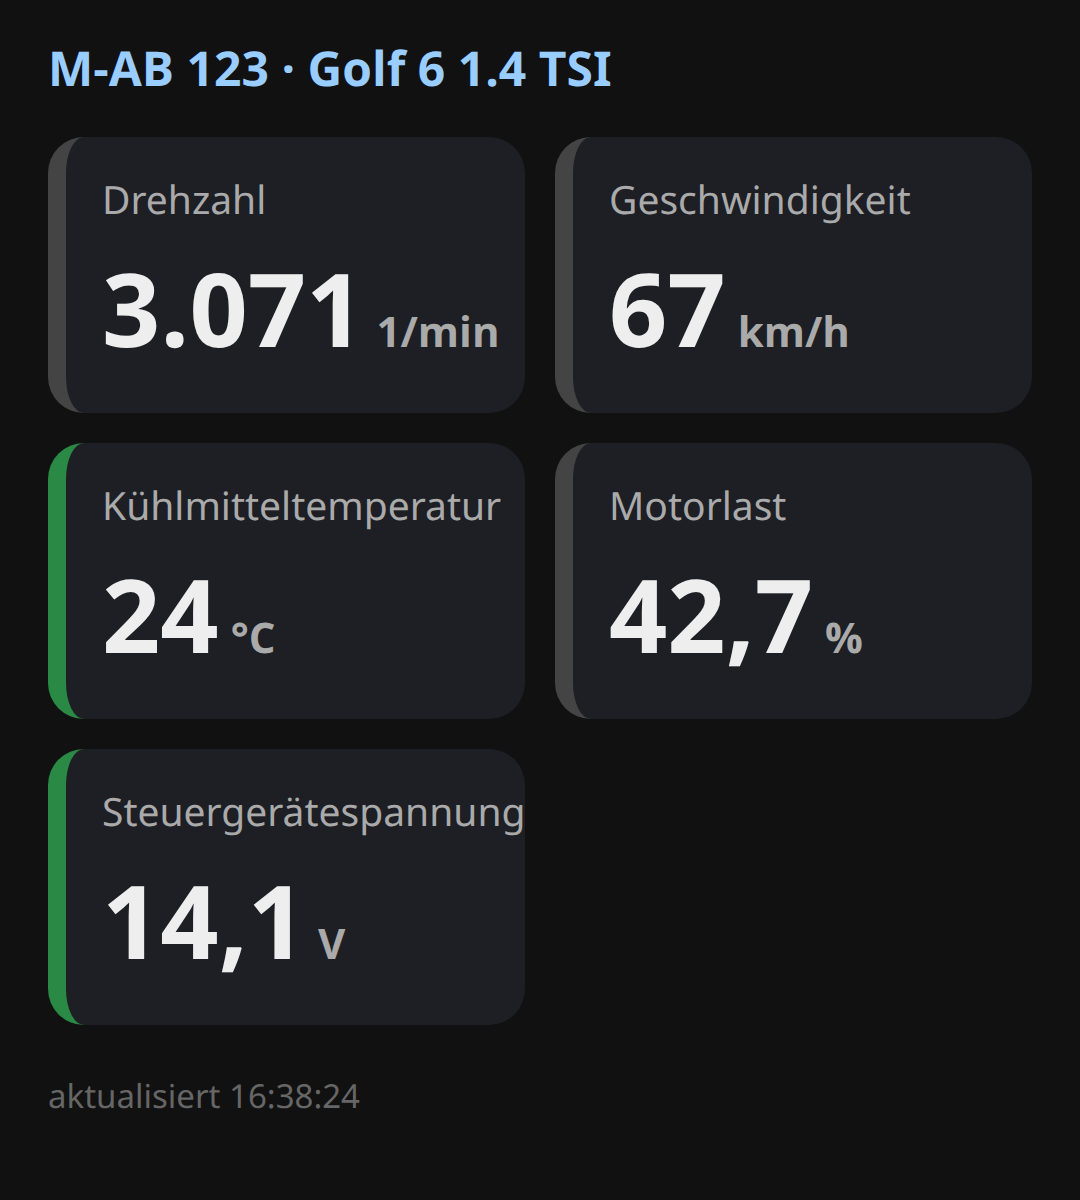 M-AB 123 · Golf 6 1.4 TSI
Drehzahl
3.071 1/min
Geschwindigkeit
67 km/h
Kühlmitteltemperatur
24 °C
Motorlast
42,7 %
Steuergerätespannung
14,1 V
aktualisiert 16:38:24